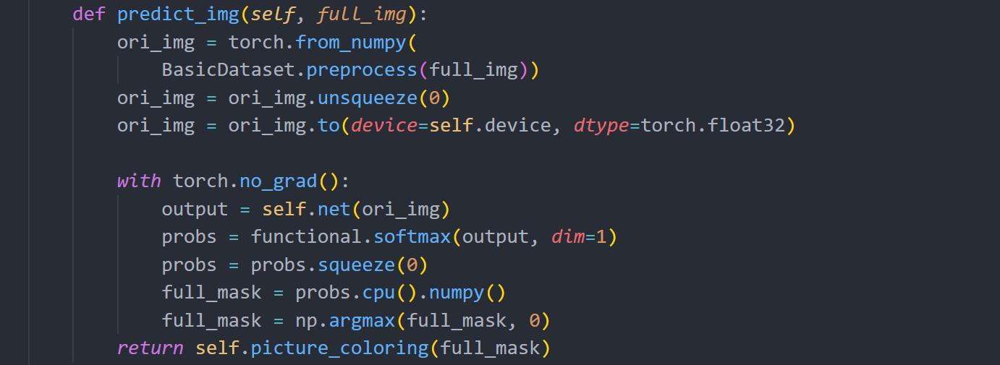 def predict_img(self, full_img):
    ori_img = torch.from_numpy(
        BasicDataset.preprocess(full_img))
    ori_img = ori_img.unsqueeze(0)
    ori_img = ori_img.to(device=self.device, dtype=torch.float32)

    with torch.no_grad():
        output = self.net(ori_img)
        probs = functional.softmax(output, dim=1)
        probs = probs.squeeze(0)
        full_mask = probs.cpu().numpy()
        full_mask = np.argmax(full_mask, 0)
    return self.picture_coloring(full_mask)